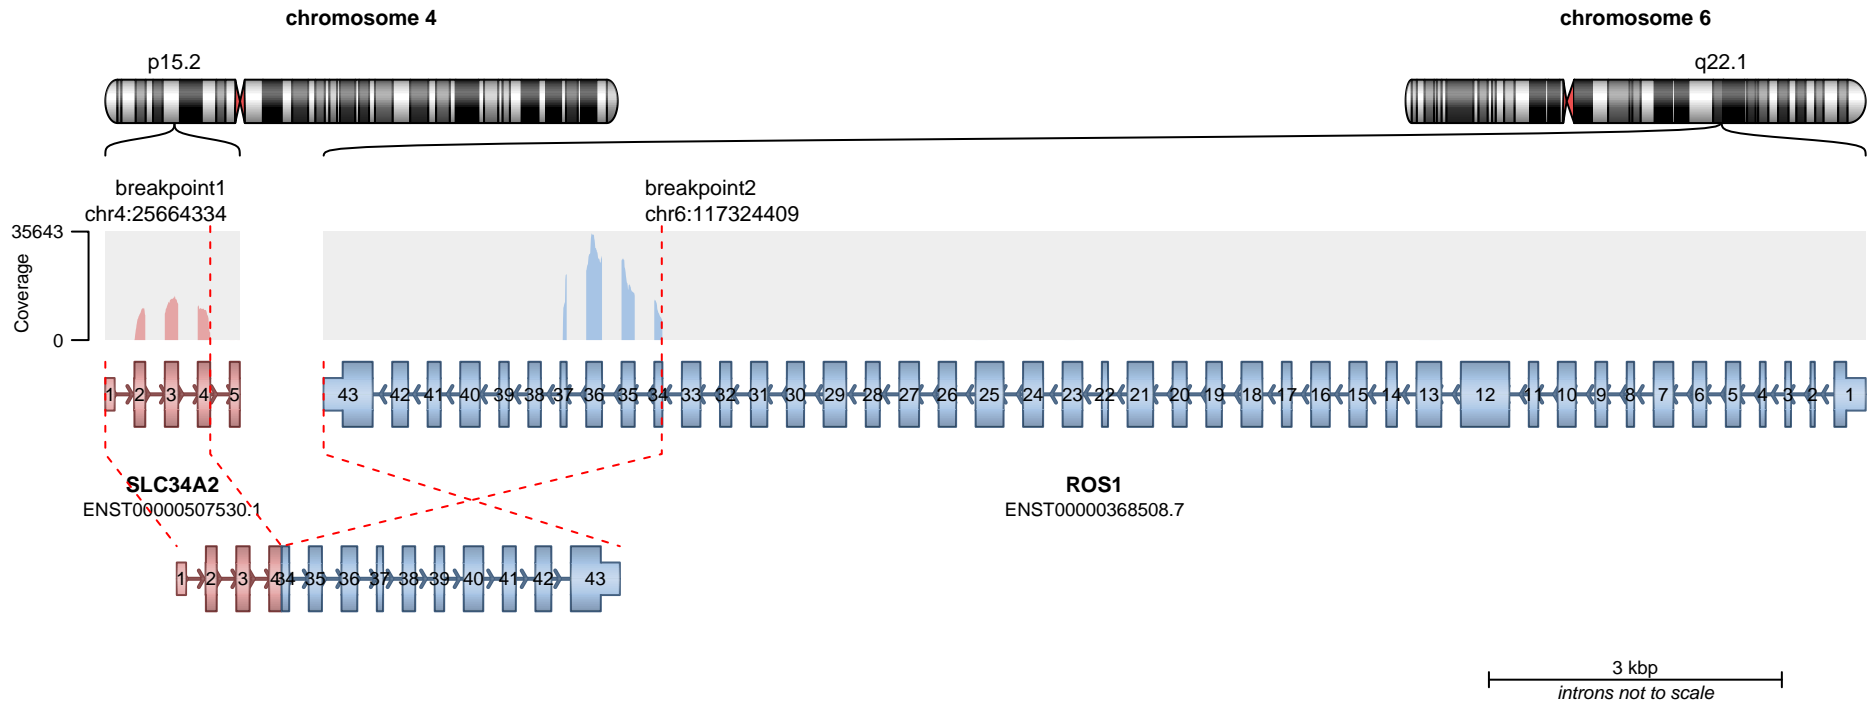 chromosome 4
chromosome 6
p15.2
q22.1
breakpoint1
chr4:25664334
breakpoint2
chr6:117324409
35643
Coverage
0
1 2 3 4 5
43 42 41 40 39 38 37 36 35 34 33 32 31 30 29 28 27 26 25 24 23 22 21 20 19 18 17 16 15 14 13 12 11 10 9 8 7 6 5 4 3 2 1
SLC34A2
ENST00000507530.1
ROS1
ENST00000368508.7
1 2 3 4 34 35 36 37 38 39 40 41 42 43
3 kbp
introns not to scale